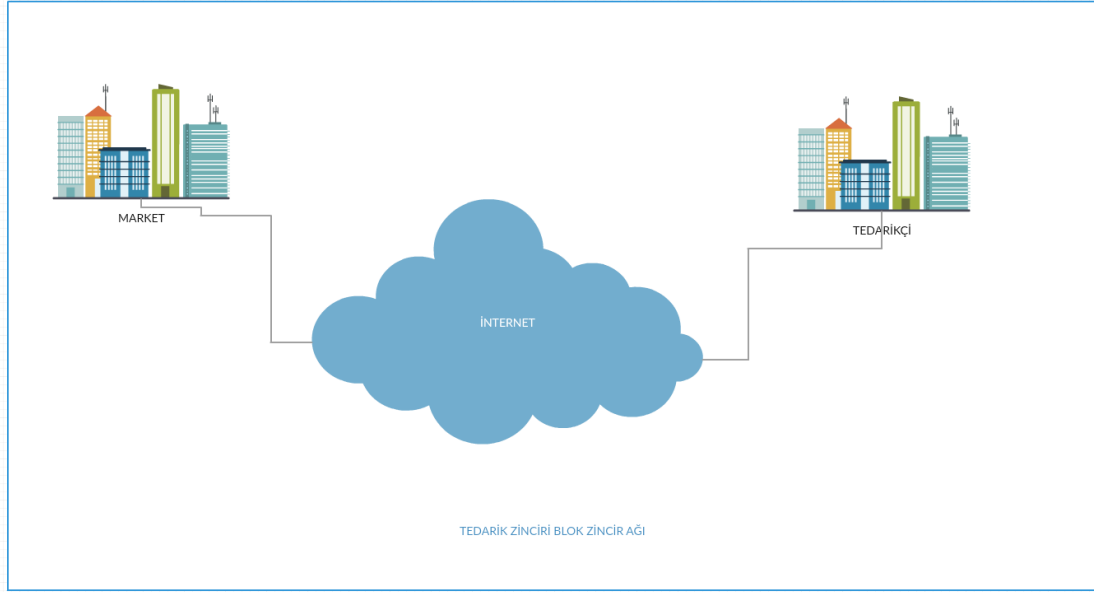 MARKET
TEDARİKÇİ
İNTERNET
TEDARİK ZİNCİRİ BLOK ZİNCİR AĞI